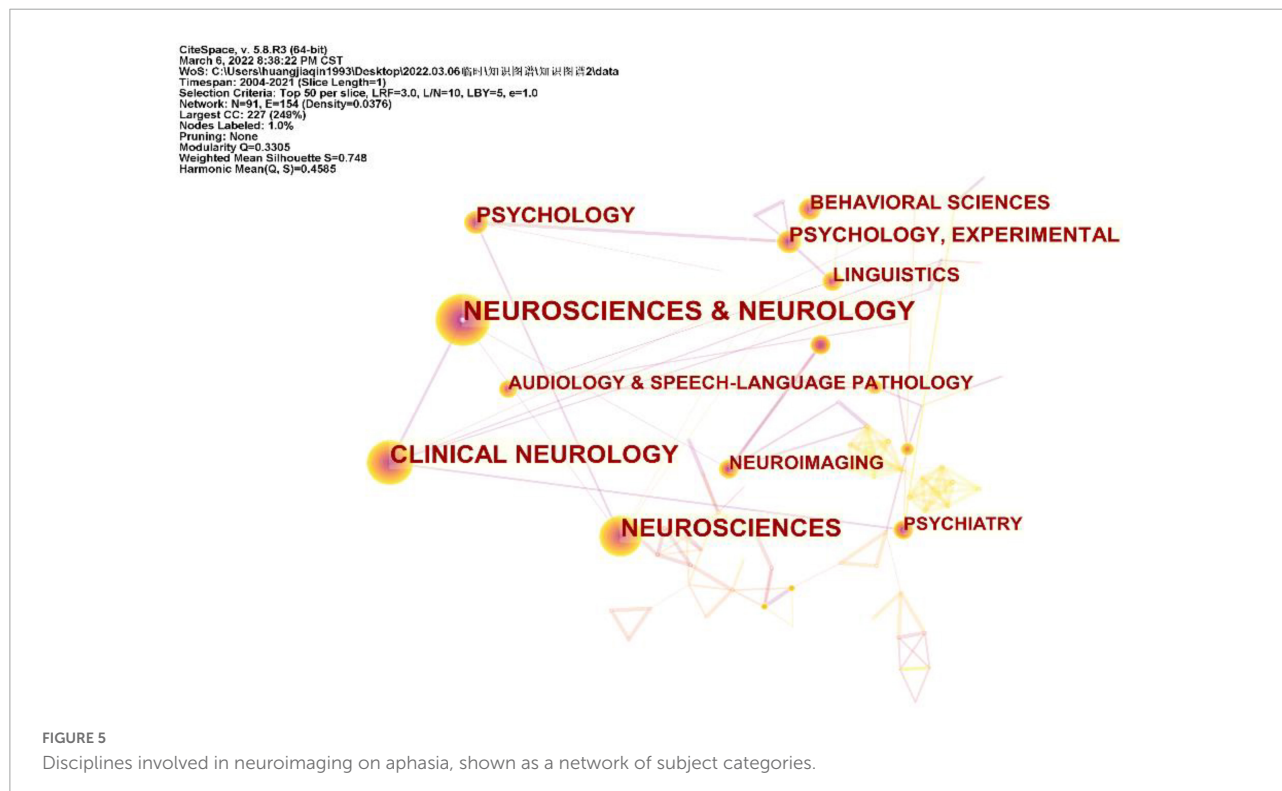 CiteSpace, v. 5.8.R3 (64-bit)
March 6, 2022 8:38:22 PM CST
WoS: C:\Users\huangjiaqin1993\Desktop\2022.03.06临时\知识图谱\知识图谱2\data
Timespan: 2004-2021 (Slice Length=1)
Selection Criteria: Top 50 per slice, LRF=3.0, L/N=10, LBY=5, e=1.0
Network: N=91, E=154 (Density=0.0376)
Largest CC: 227 (249%)
Nodes Labeled: 1.0%
Pruning: None
Modularity Q=0.3305
Weighted Mean Silhouette S=0.748
Harmonic Mean(Q, S)=0.4585
BEHAVIORAL SCIENCES
PSYCHOLOGY
PSYCHOLOGY, EXPERIMENTAL
LINGUISTICS
NEUROSCIENCES & NEUROLOGY
AUDIOLOGY & SPEECH-LANGUAGE PATHOLOGY
CLINICAL NEUROLOGY
NEUROIMAGING
NEUROSCIENCES
PSYCHIATRY
FIGURE 5
Disciplines involved in neuroimaging on aphasia, shown as a network of subject categories.